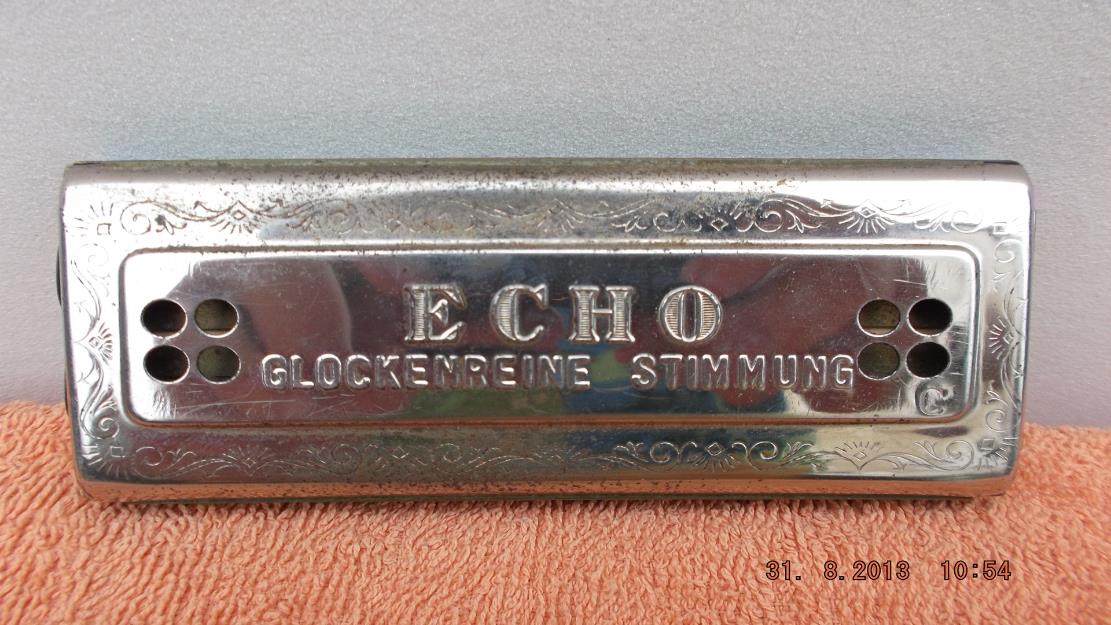 ECHO
GLOCKENREINE STIMMUNG
C
31. 8.2013 10:54